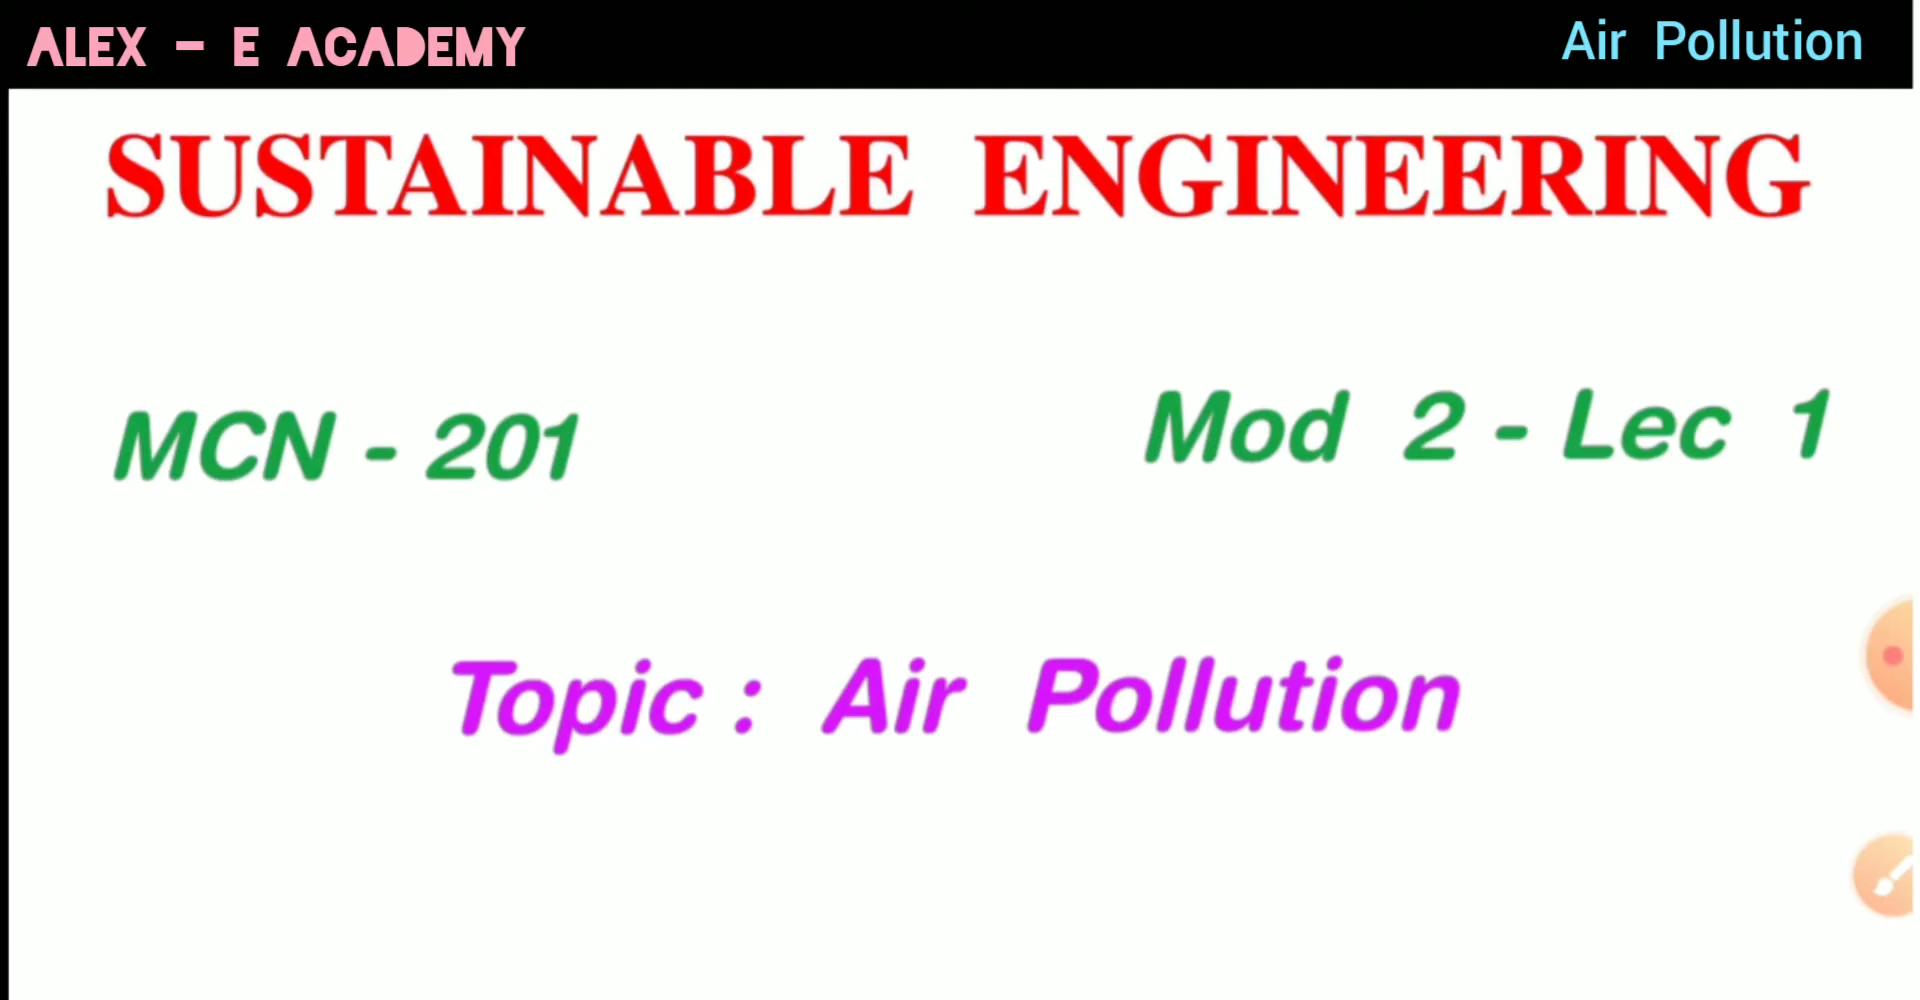 ALEX - E ACADEMY
Air Pollution
SUSTAINABLE ENGINEERING
MCN - 201
Mod 2 - Lec 1
Topic : Air Pollution